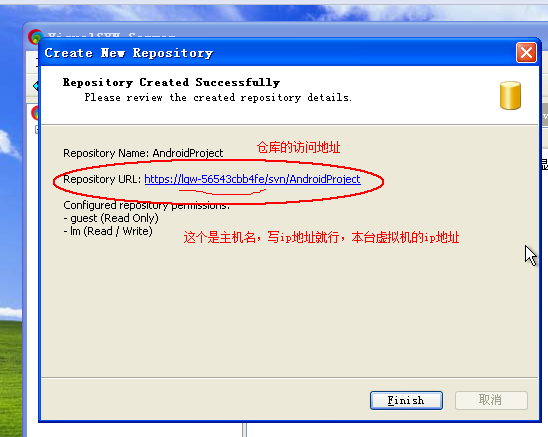 VisualSVN Server
Create New Repository
Repository Created Successfully
Please review the created repository details.
仓库的访问地址
Repository Name: AndroidProject
Repository URL: https://lqw-56543cbb4fe/svn/AndroidProject
Configured repository permissions:
- guest (Read Only)
- lm (Read / Write)
这个是主机名，写ip地址就行，本台虚拟机的ip地址
Finish
取消